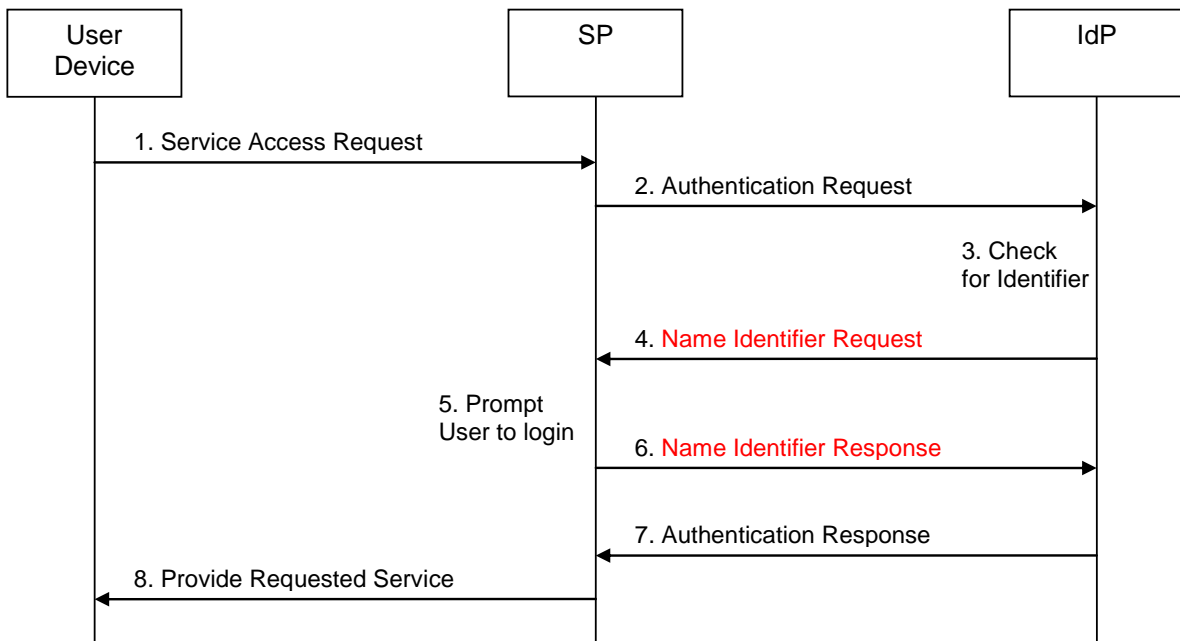 User
Device
SP
IdP
1. Service Access Request
2. Authentication Request
3. Check
for Identifier
4. Name Identifier Request
5. Prompt
User to login
6. Name Identifier Response
7. Authentication Response
8. Provide Requested Service